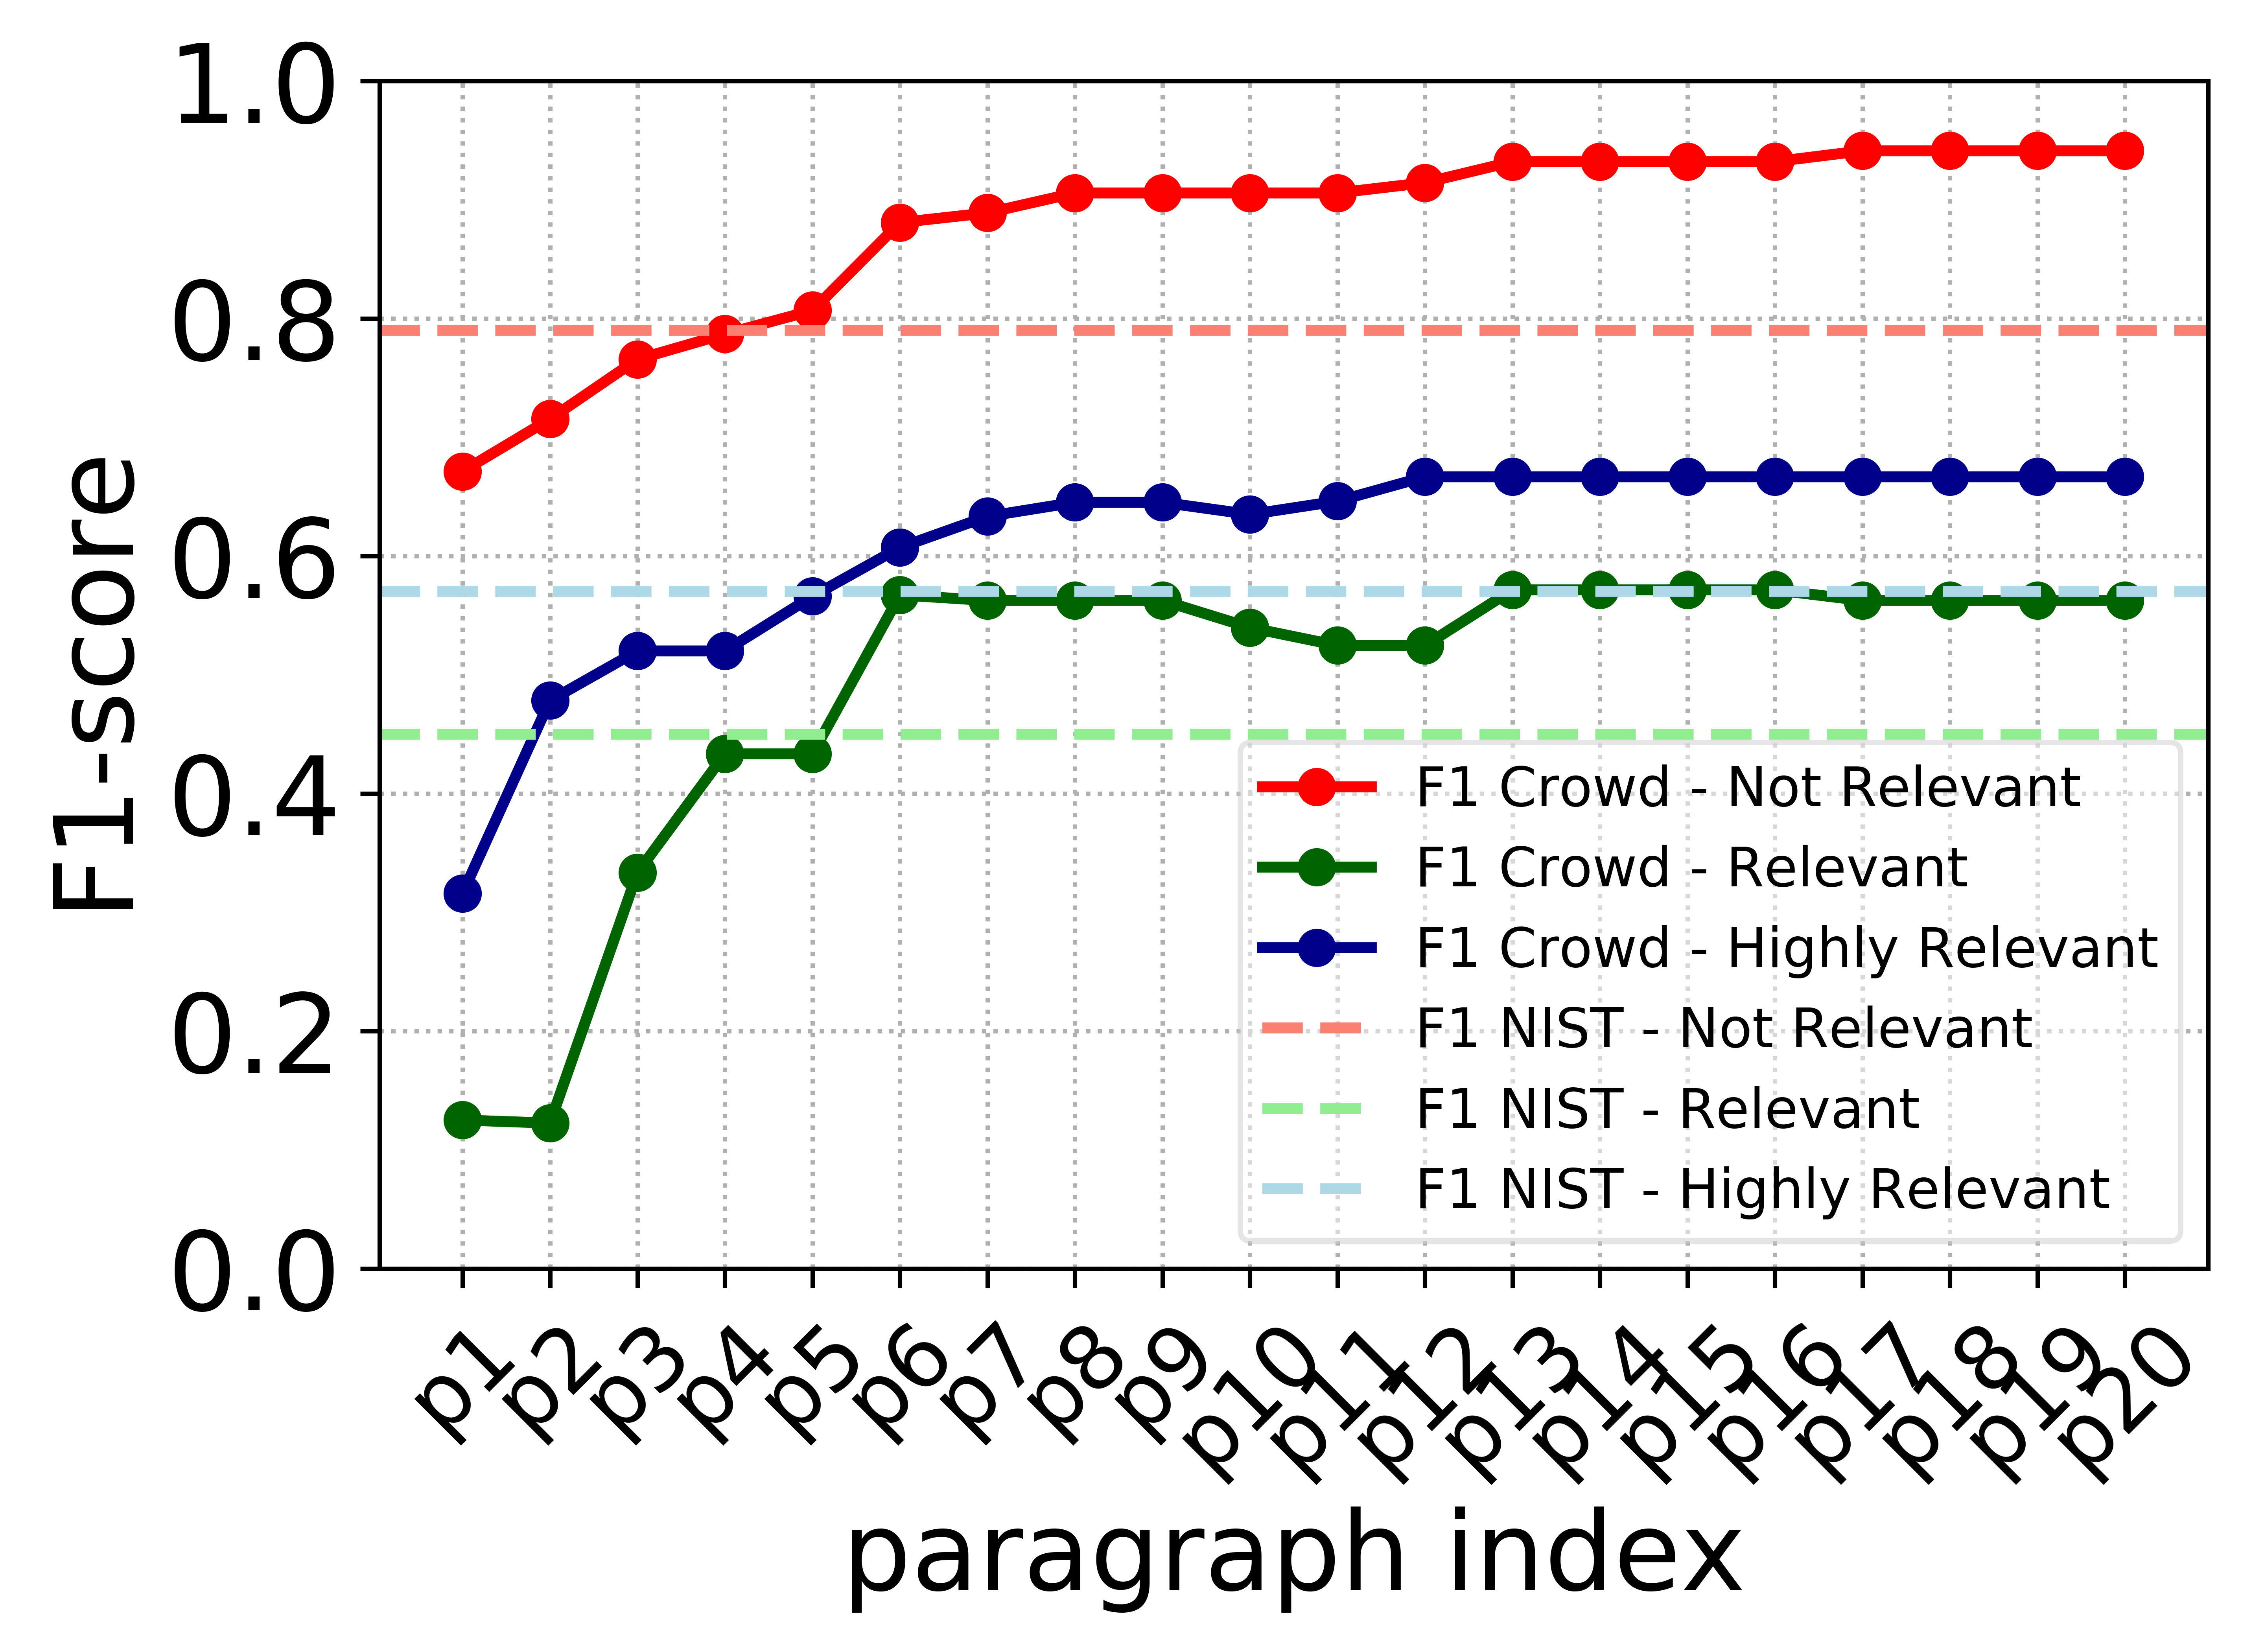 F1-score
1.0
0.8
0.6
0.4
0.2
0.0
F1 Crowd - Not Relevant
F1 Crowd - Relevant
F1 Crowd - Highly Relevant
F1 NIST - Not Relevant
F1 NIST - Relevant
F1 NIST - Highly Relevant
p1 p2 p3 p4 p5 p6 p7 p8 p9 p10 p11 p12 p13 p14 p15 p16 p17 p18 p19 p20
paragraph index